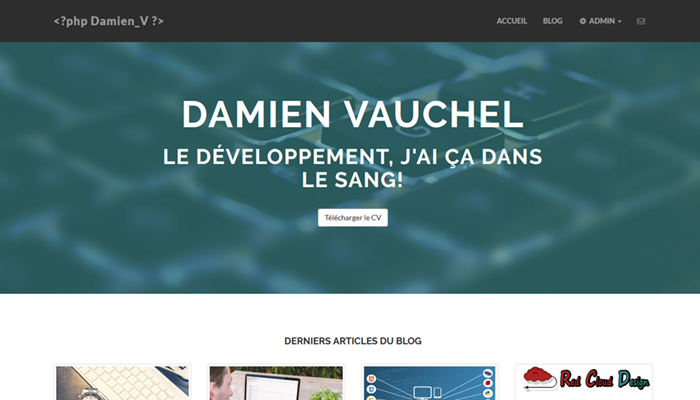 <?php Damien_V ?>
ACCUEIL
BLOG
ADMIN
DAMIEN VAUCHEL
LE DÉVELOPPEMENT, J'AI ÇA DANS
LE SANG!
Télécharger le CV
DERNIERS ARTICLES DU BLOG
Red Cloud Design